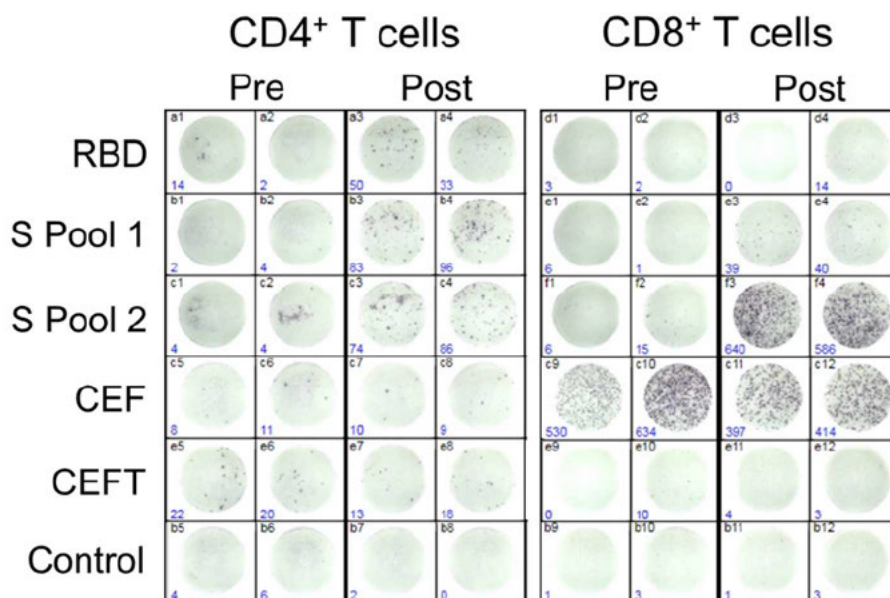 CD4⁺ T cells CD8⁺ T cells
Pre Post Pre Post
a1 a2 a3 a4 d1 d2 d3 d4
RBD
14 2 50 33 3 2 0 14
b1 b2 b3 b4 e1 e2 e3 e4
S Pool 1
2 4 83 96 6 1 39 40
c1 c2 c3 c4 f1 f2 f3 f4
S Pool 2
4 4 74 86 6 15 640 586
c5 c6 c7 c8 c9 c10 c11 c12
CEF
8 11 10 9 530 634 397 414
e5 e6 e7 e8 e9 e10 e11 e12
CEFT
22 20 13 18 0 10 4 3
b5 b6 b7 b8 b9 b10 b11 b12
Control
4 6 2 0 1 3 1 3